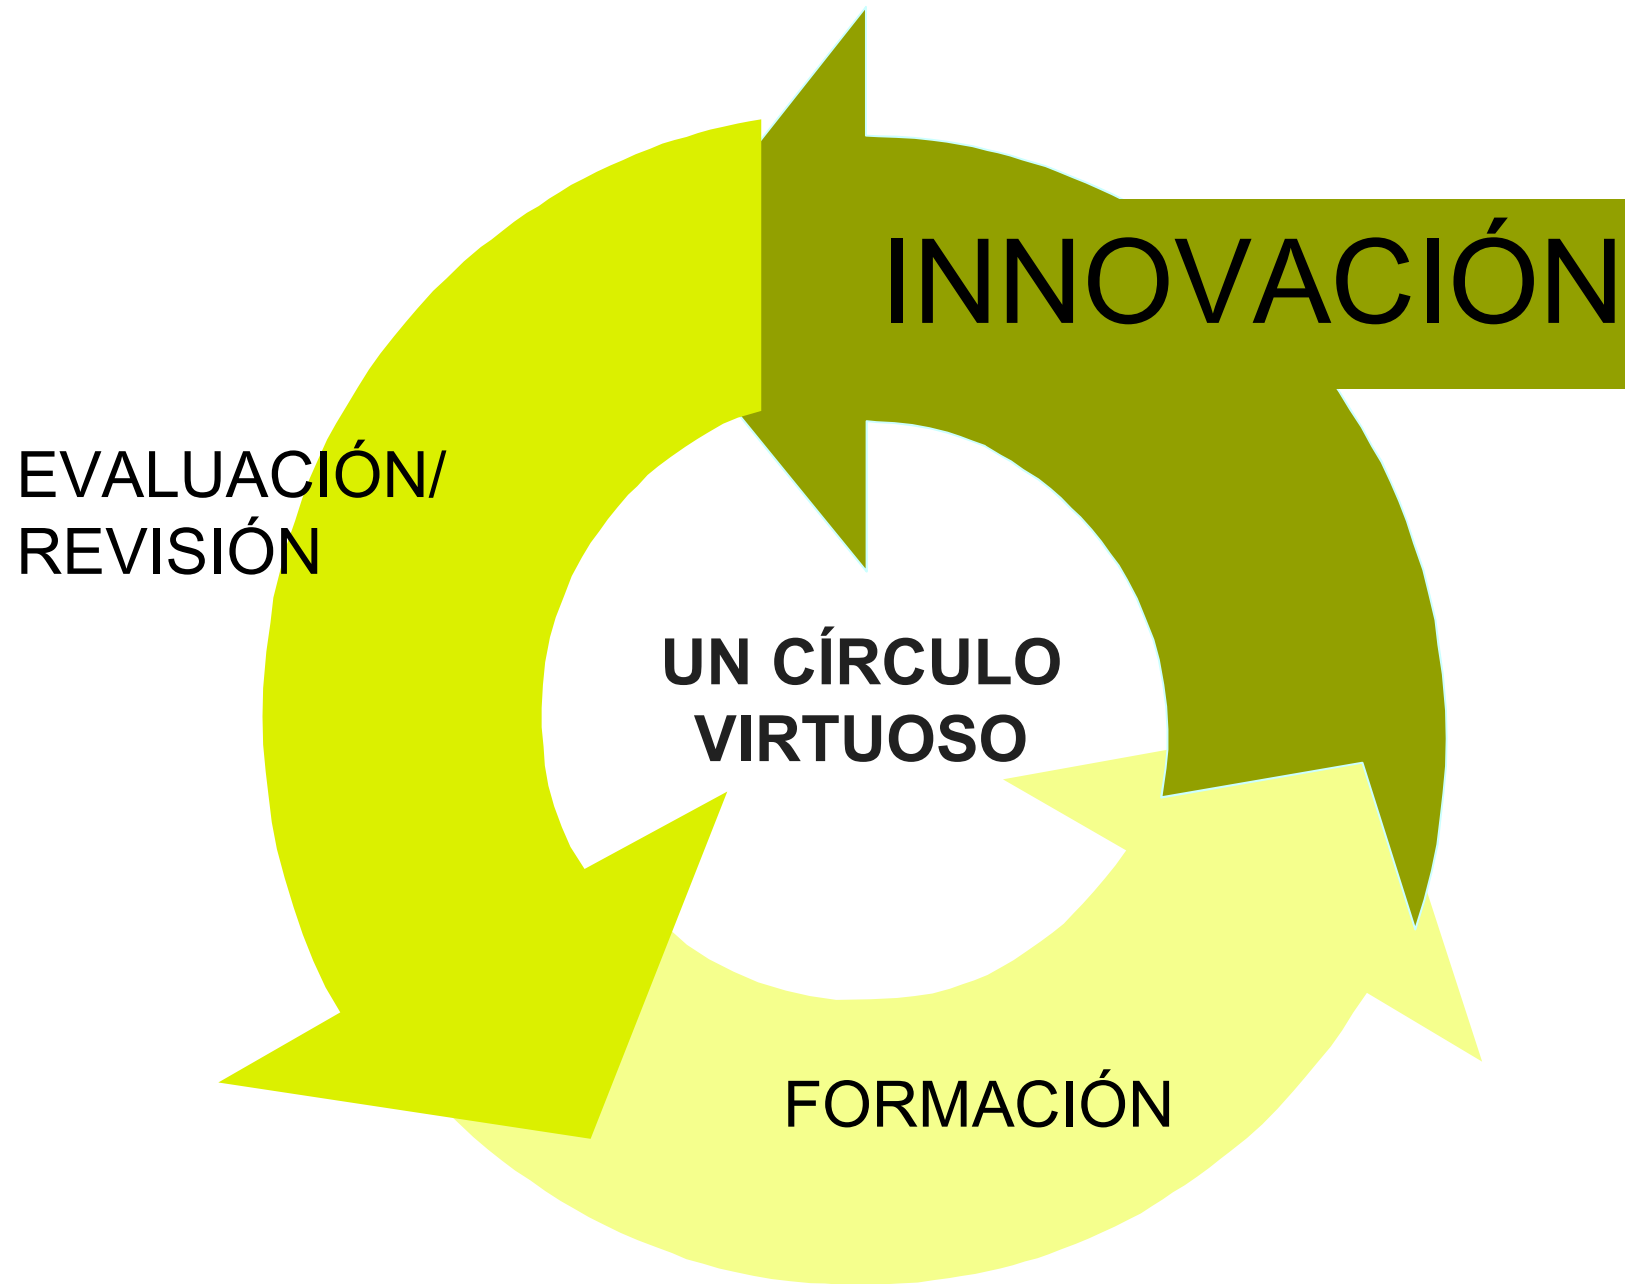 INNOVACIÓN
EVALUACIÓN/
REVISIÓN
UN CÍRCULO
VIRTUOSO
FORMACIÓN